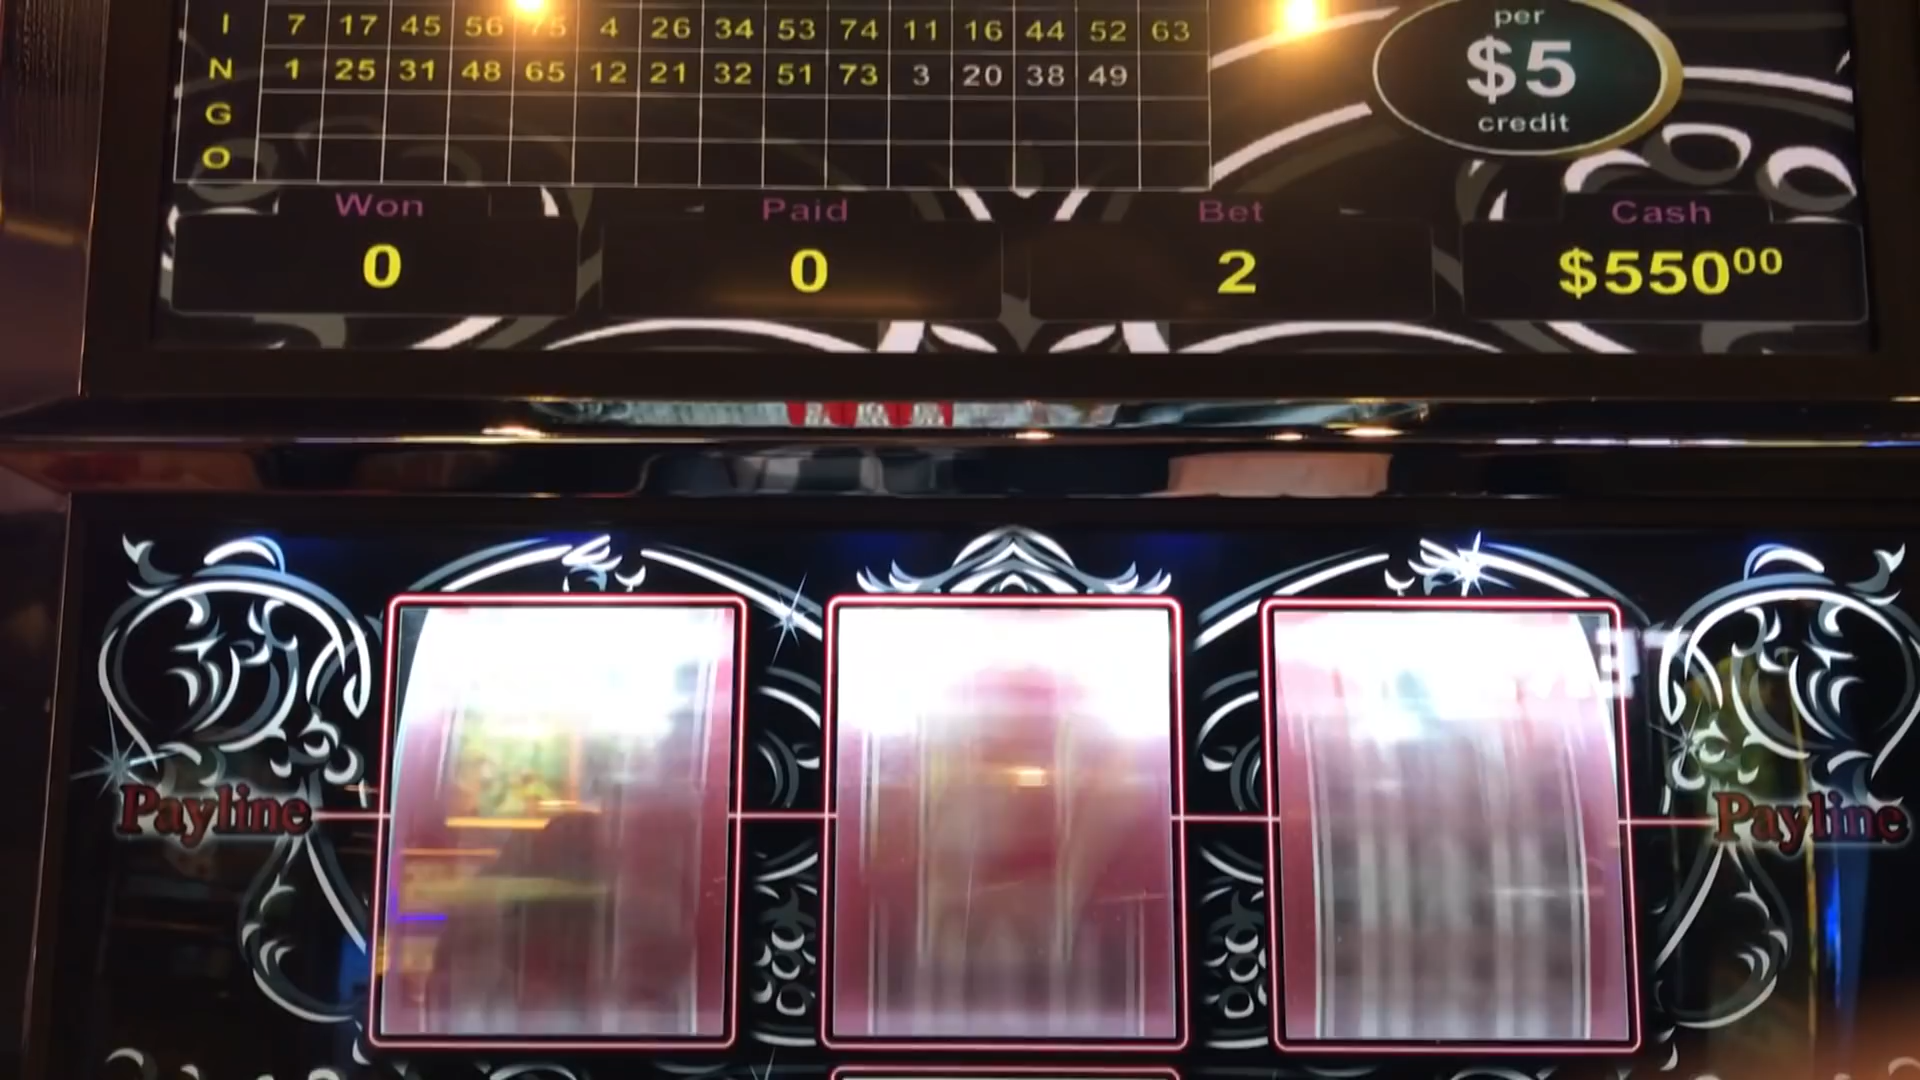 I 7 17 45 56 75 4 26 34 53 74 11 16 44 52 63
N 1 25 31 48 65 12 21 32 51 73 3 20 38 49
G
O
per
$5
credit
Won Paid Bet Cash
0 0 2 $550⁰⁰
Payline Payline